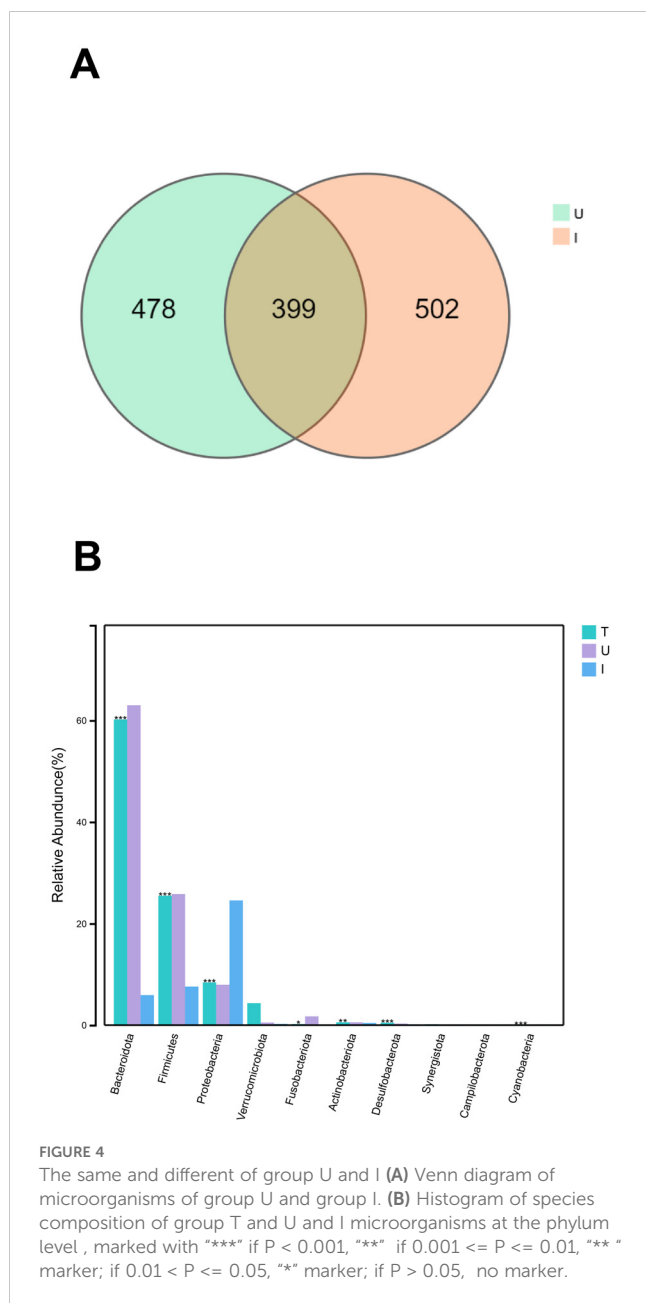 A
U
I
478
399
502
B
T
U
I
Relative Abundunce(%)
60
40
20
0
***
***
***
*
**
***
***
Bacteroidota
Firmicutes
Proteobacteria
Verrucomicrobiota
Fusobacteriota
Actinobacteriota
Desulfobacterota
Synergistota
Campilobacterota
Cyanobacteria
FIGURE 4
The same and different of group U and I (A) Venn diagram of
microorganisms of group U and group I. (B) Histogram of species
composition of group T and U and I microorganisms at the phylum
level , marked with “***” if P < 0.001, “**” if 0.001 <= P <= 0.01, “** “
marker; if 0.01 < P <= 0.05, “*” marker; if P > 0.05, no marker.